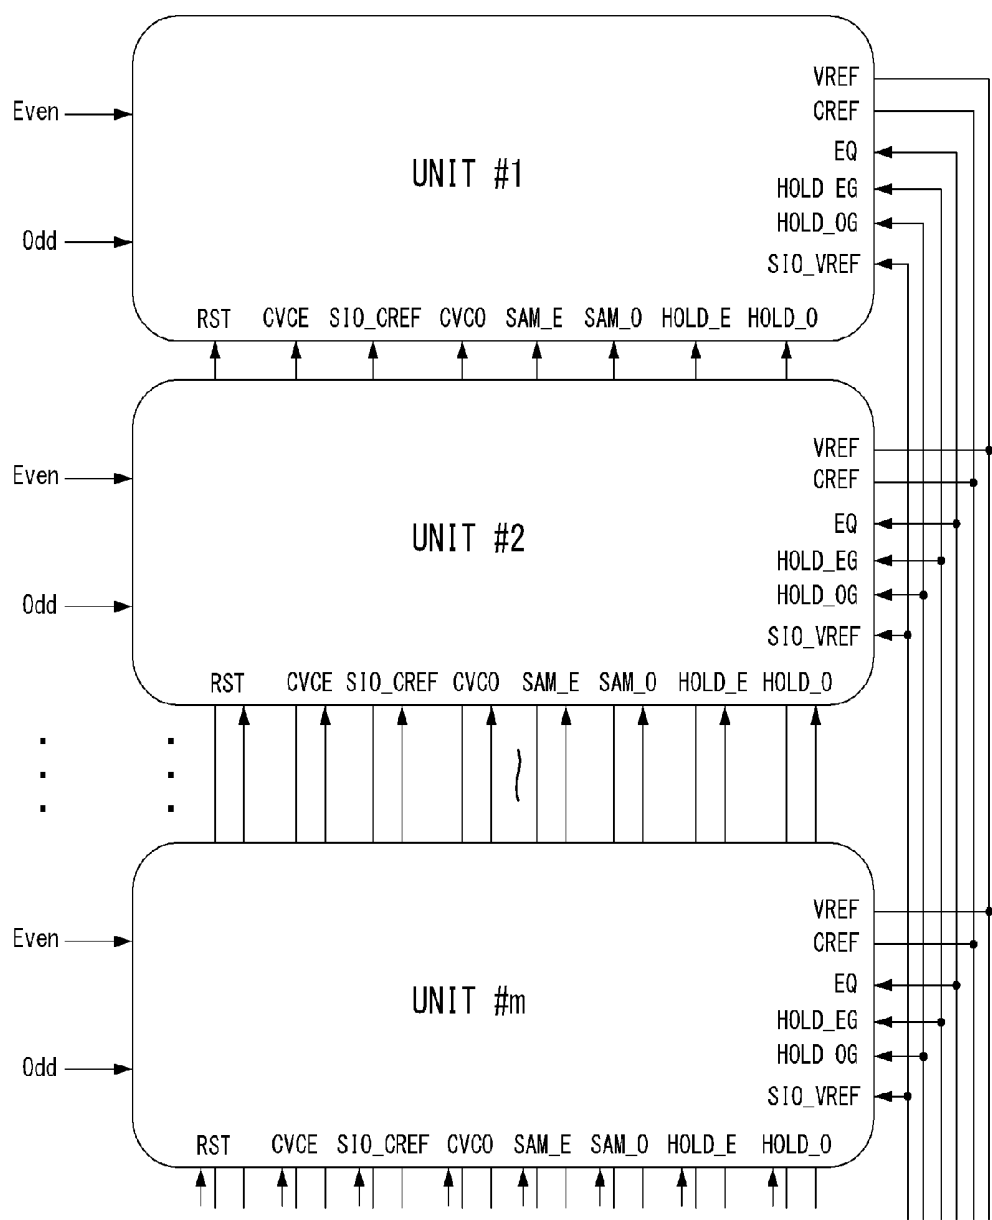 VREF
CREF
Even
EQ
UNIT #1
HOLD EG
HOLD_OG
Odd
SIO_VREF
RST CVCE SIO_CREF CVCO SAM_E SAM_O HOLD_E HOLD_O
VREF
CREF
Even
EQ
UNIT #2
HOLD_EG
HOLD_OG
Odd
SIO_VREF
RST CVCE SIO_CREF CVCO SAM_E SAM_O HOLD_E HOLD_O
VREF
CREF
Even
EQ
UNIT #m
HOLD_EG
HOLD OG
Odd
SIO_VREF
RST CVCE SIO_CREF CVCO SAM_E SAM_O HOLD_E HOLD_O